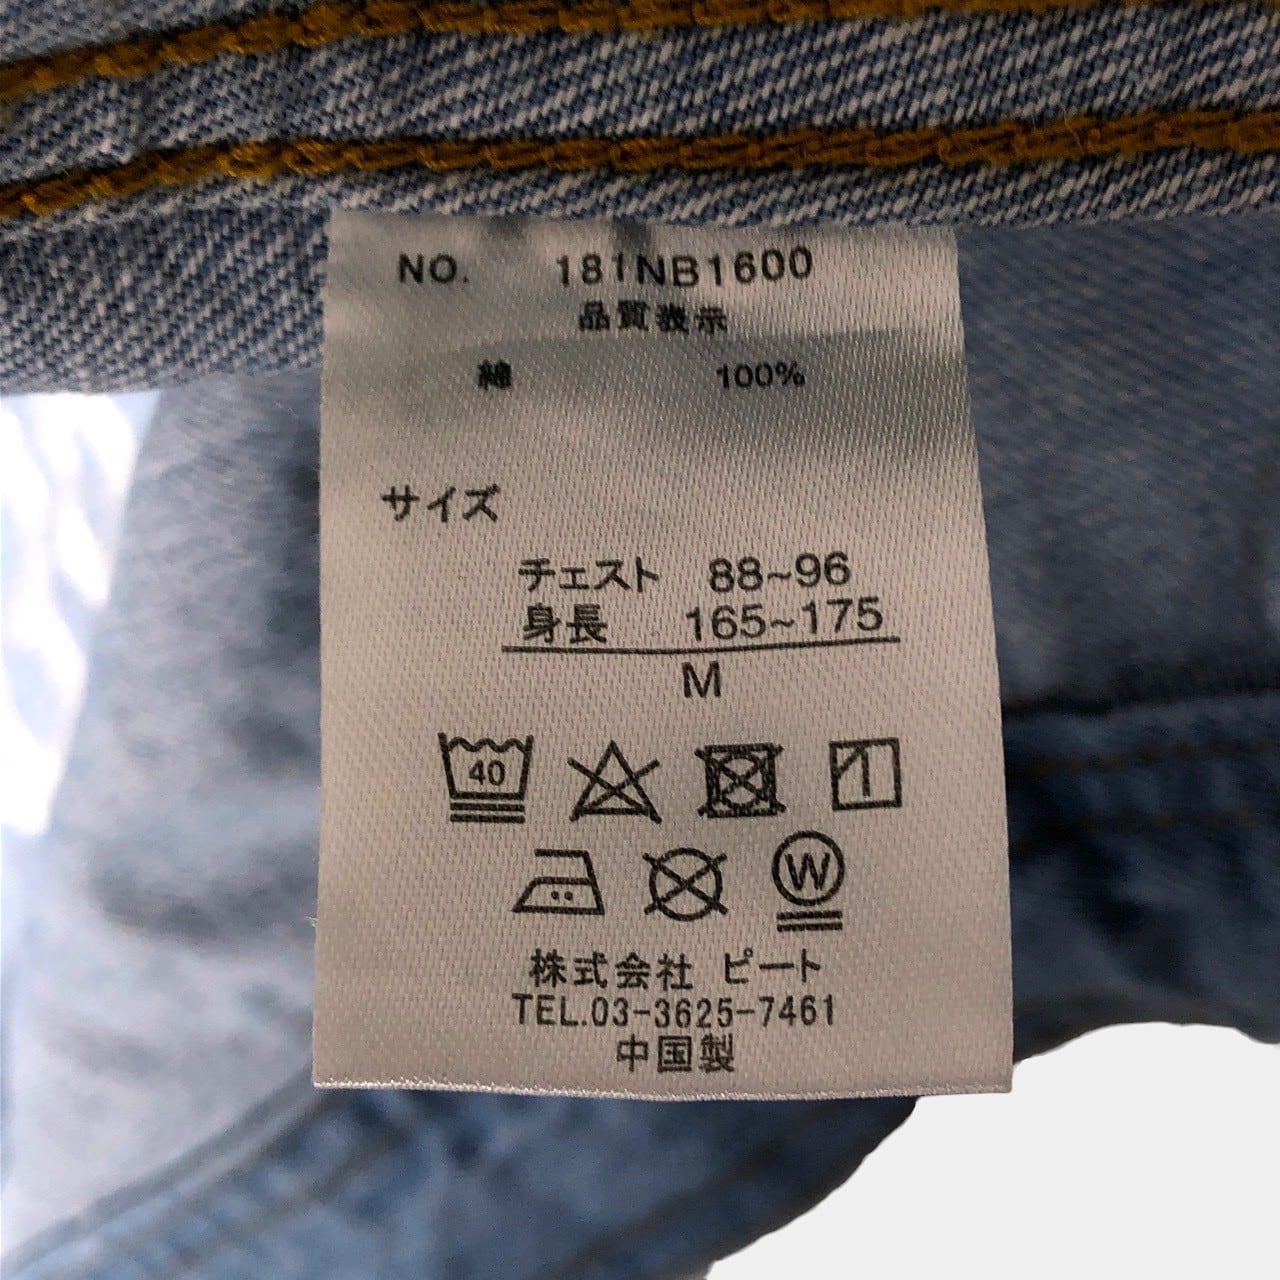 NO. 181NB1600
品質表示
綿 100%
サイズ
チェスト 88~96
身長 165~175
M
40
W
株式会社 ピート
TEL.03-3625-7461
中国製